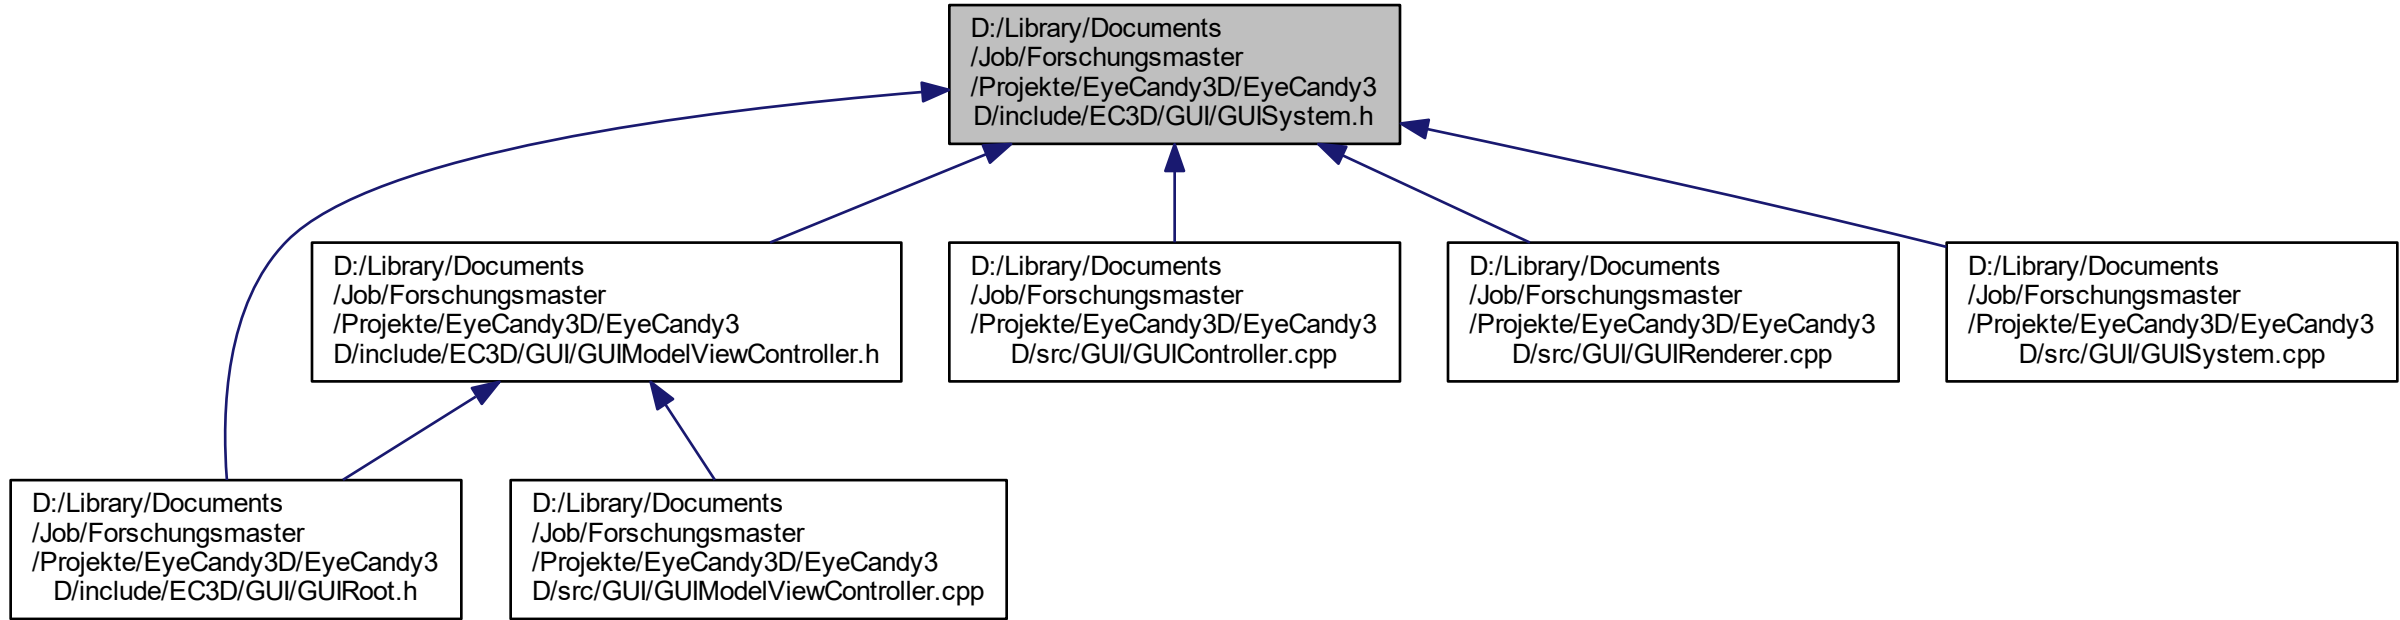 D:/Library/Documents
/Job/Forschungsmaster
/Projekte/EyeCandy3D/EyeCandy3
D/include/EC3D/GUI/GUISystem.h
D:/Library/Documents
/Job/Forschungsmaster
/Projekte/EyeCandy3D/EyeCandy3
D/include/EC3D/GUI/GUIModelViewController.h
D:/Library/Documents
/Job/Forschungsmaster
/Projekte/EyeCandy3D/EyeCandy3
D/src/GUI/GUIController.cpp
D:/Library/Documents
/Job/Forschungsmaster
/Projekte/EyeCandy3D/EyeCandy3
D/src/GUI/GUIRenderer.cpp
D:/Library/Documents
/Job/Forschungsmaster
/Projekte/EyeCandy3D/EyeCandy3
D/src/GUI/GUISystem.cpp
D:/Library/Documents
/Job/Forschungsmaster
/Projekte/EyeCandy3D/EyeCandy3
D/include/EC3D/GUI/GUIRoot.h
D:/Library/Documents
/Job/Forschungsmaster
/Projekte/EyeCandy3D/EyeCandy3
D/src/GUI/GUIModelViewController.cpp